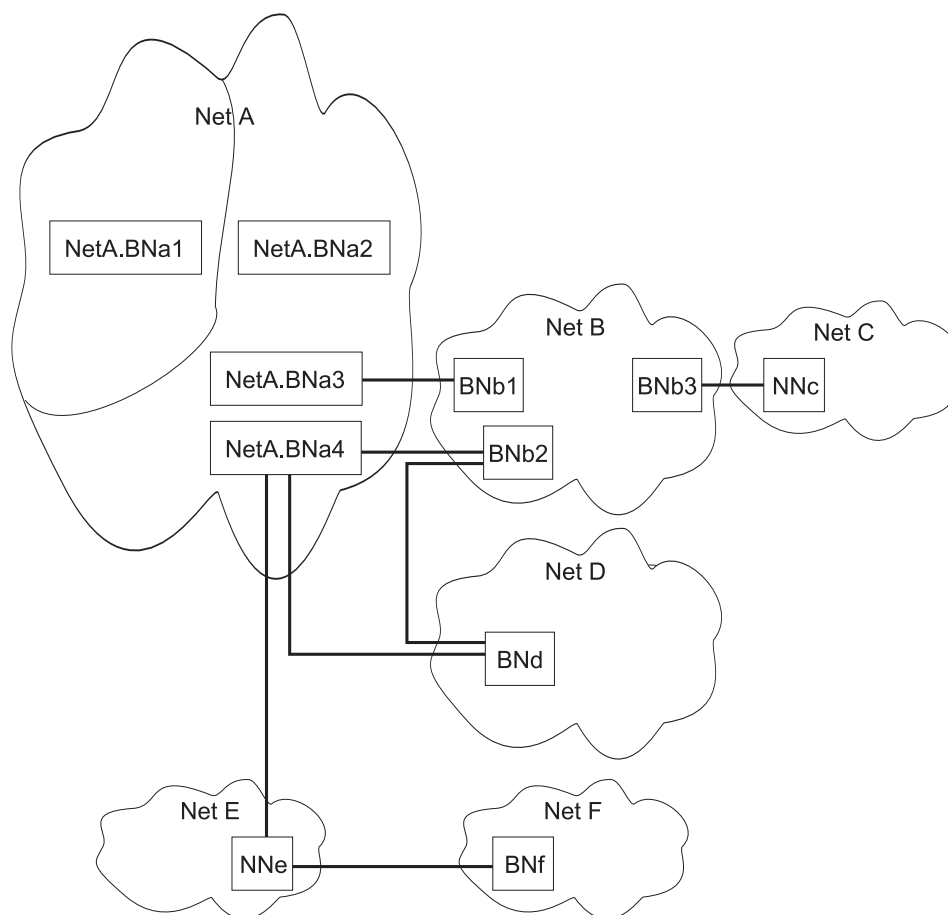 Net A
NetA.BNa1
NetA.BNa2
Net B
Net C
NetA.BNa3
BNb1
BNb3
NNc
NetA.BNa4
BNb2
Net D
BNd
Net E
Net F
NNe
BNf